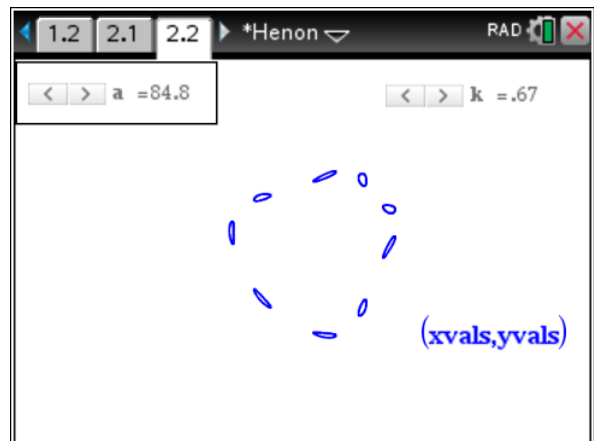 1.2 2.1 2.2 *Henon RAD
< > a =84.8 < > k =.67
(xvals,yvals)